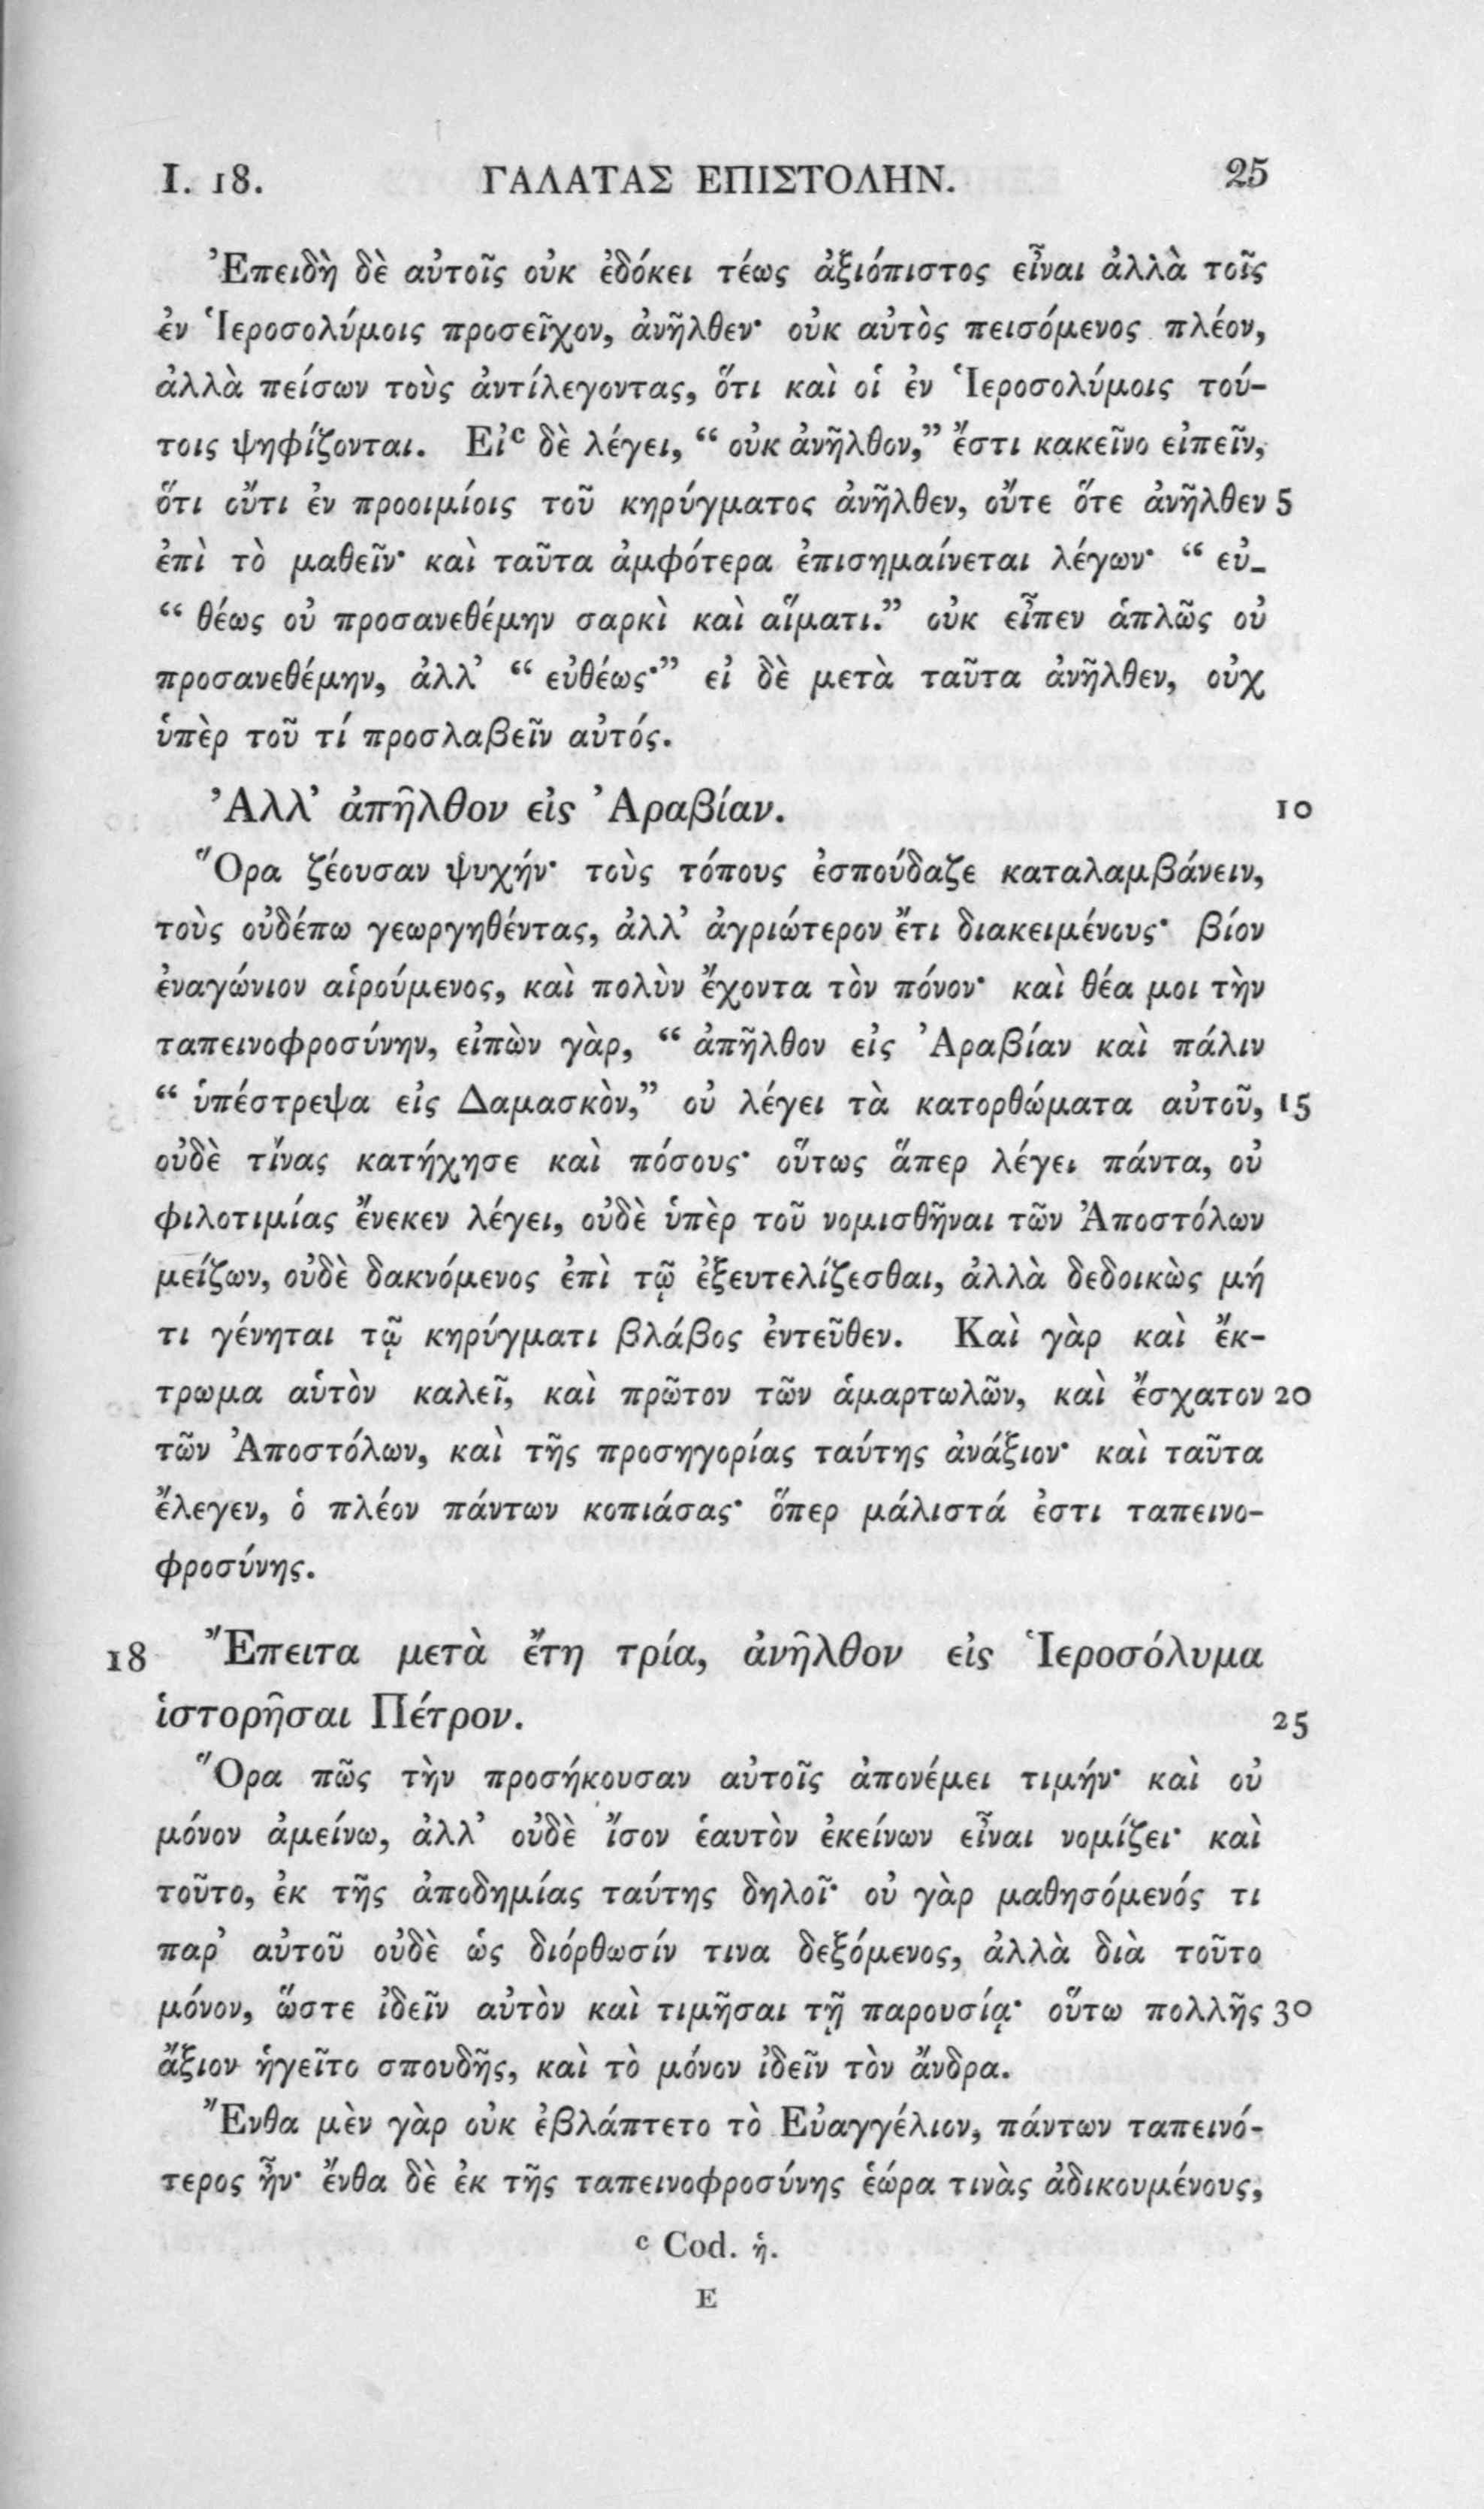 I. 18. ΓΑΛΑΤΑΣ ΕΠΙΣΤΟΛΗΝ. 25
Ἐπειδὴ δὲ αὐτοῖς οὐκ ἐδόκει τέως ἀξιόπιστος εἶναι ἀλλὰ τοῖς
ἐν Ἱεροσολύμοις προσεῖχον, ἀνῆλθεν· οὐκ αὐτὸς πεισόμενος πλέον,
ἀλλὰ πείσων τοὺς ἀντίλεγοντας, ὅτι καὶ οἱ ἐν Ἱεροσολύμοις τού-
τοις ψηφίζονται. Εἰᶜ δὲ λέγει, “ οὐκ ἀνῆλθον,” ἔστι κακεῖνο εἰπεῖν,
ὅτι οὔτι ἐν προοιμίοις τοῦ κηρύγματος ἀνῆλθεν, οὔτε ὅτε ἀνῆλθεν 5
ἐπὶ τὸ μαθεῖν· καὶ ταῦτα ἀμφότερα ἐπισημαίνεται λέγων· “ εὐ-
“ θέως οὐ προσανεθέμην σαρκὶ καὶ αἵματι.” οὐκ εἶπεν ἁπλῶς οὐ
προσανεθέμην, ἀλλ’ “ εὐθέως·” εἰ δὲ μετὰ ταῦτα ἀνῆλθεν, οὐχ
ὑπὲρ τοῦ τί προσλαβεῖν αὐτός.
Ἀλλ’ ἀπῆλθον εἰς Ἀραβίαν. 10
Ὅρα ζέουσαν ψυχήν· τοὺς τόπους ἐσπούδαζε καταλαμβάνειν,
τοὺς οὐδέπω γεωργηθέντας, ἀλλ’ ἀγριώτερον ἔτι διακειμένους· βίον
ἐναγώνιον αἱρούμενος, καὶ πολὺν ἔχοντα τὸν πόνον· καὶ θέα μοι τὴν
ταπεινοφροσύνην, εἰπὼν γὰρ, “ ἀπῆλθον εἰς Ἀραβίαν καὶ πάλιν
“ ὑπέστρεψα εἰς Δαμασκὸν,” οὐ λέγει τὰ κατορθώματα αὐτοῦ, 15
οὐδὲ τίνας κατήχησε καὶ πόσους· οὕτως ἅπερ λέγει πάντα, οὐ
φιλοτιμίας ἕνεκεν λέγει, οὐδὲ ὑπὲρ τοῦ νομισθῆναι τῶν Ἀποστόλων
μείζων, οὐδὲ δακνόμενος ἐπὶ τῷ ἐξευτελίζεσθαι, ἀλλὰ δεδοικὼς μή
τι γένηται τῷ κηρύγματι βλάβος ἐντεῦθεν. Καὶ γὰρ καὶ ἔκ-
τρωμα αὑτὸν καλεῖ, καὶ πρῶτον τῶν ἁμαρτωλῶν, καὶ ἔσχατον 20
τῶν Ἀποστόλων, καὶ τῆς προσηγορίας ταύτης ἀνάξιον· καὶ ταῦτα
ἔλεγεν, ὁ πλέον πάντων κοπιάσας· ὅπερ μάλιστά ἐστι ταπεινο-
φροσύνης.
18 Ἔπειτα μετὰ ἔτη τρία, ἀνῆλθον εἰς Ἱεροσόλυμα
ἱστορῆσαι Πέτρον. 25
Ὅρα πῶς τὴν προσήκουσαν αὐτοῖς ἀπονέμει τιμήν· καὶ οὐ
μόνον ἀμείνω, ἀλλ’ οὐδὲ ἴσον ἑαυτὸν ἐκείνων εἶναι νομίζει· καὶ
τοῦτο, ἐκ τῆς ἀποδημίας ταύτης δηλοῖ· οὐ γὰρ μαθησόμενός τι
παρ’ αὐτοῦ οὐδὲ ὡς διόρθωσίν τινα δεξόμενος, ἀλλὰ διὰ τοῦτο
μόνον, ὥστε ἰδεῖν αὐτὸν καὶ τιμῆσαι τῇ παρουσίᾳ· οὕτω πολλῆς 30
ἄξιον ἡγεῖτο σπουδῆς, καὶ τὸ μόνον ἰδεῖν τὸν ἄνδρα.
Ἔνθα μὲν γὰρ οὐκ ἐβλάπτετο τὸ Εὐαγγέλιον, πάντων ταπεινό-
τερος ἦν· ἔνθα δὲ ἐκ τῆς ταπεινοφροσύνης ἑώρα τινὰς ἀδικουμένους,
ᶜ Cod. ἡ.
E